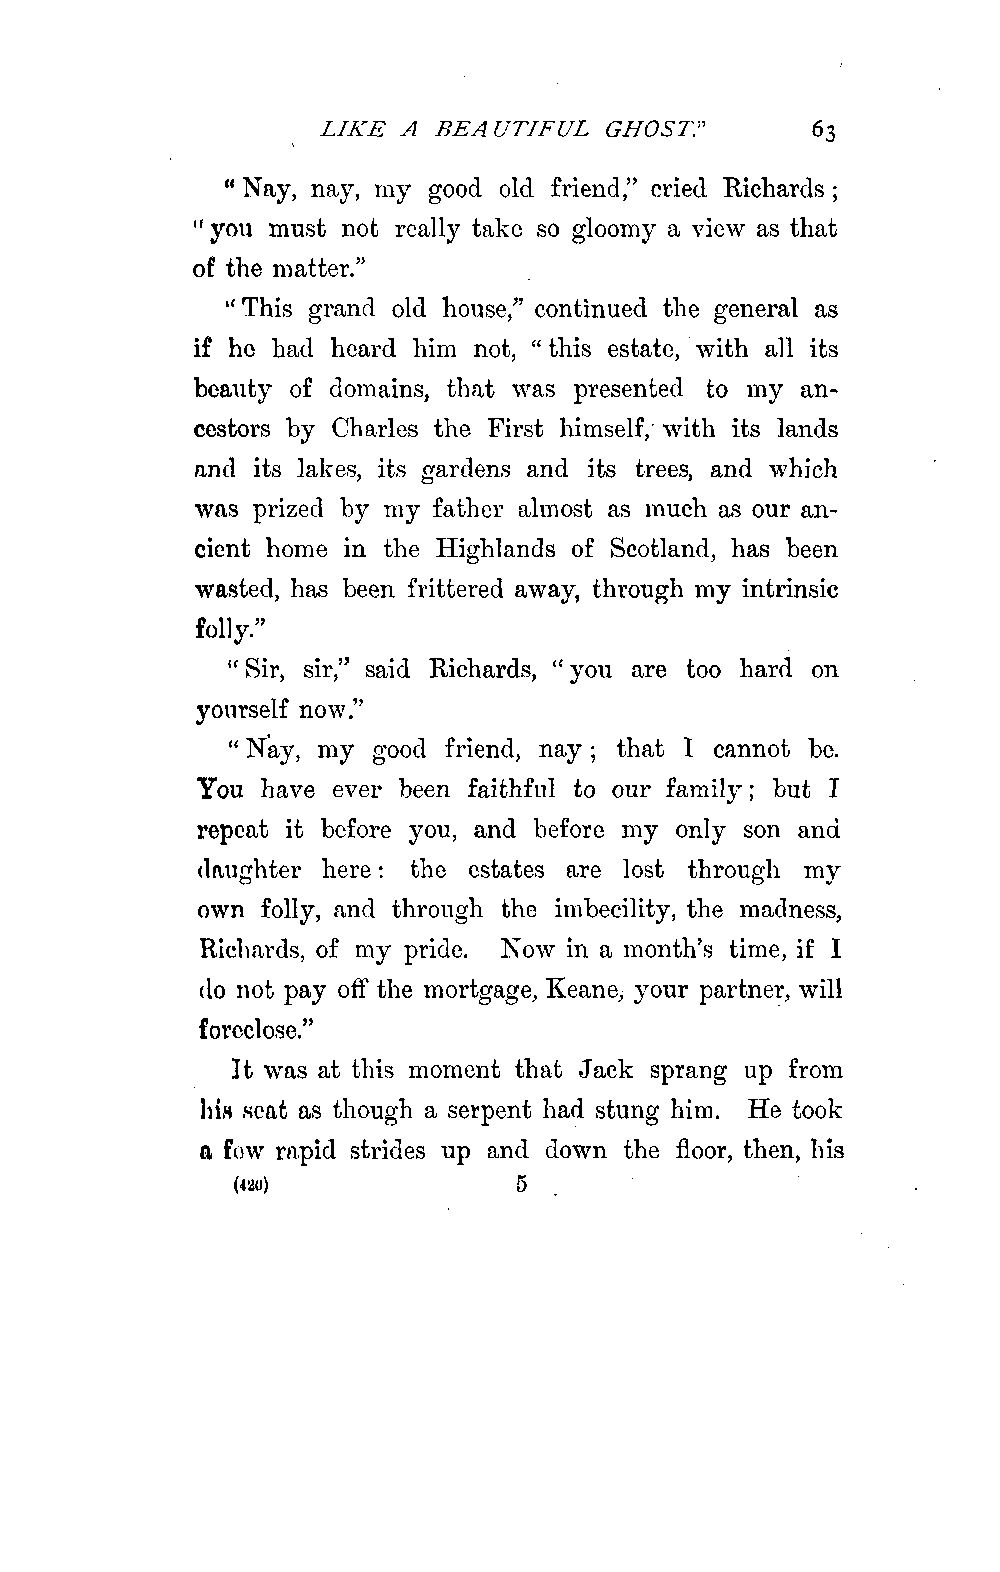 LIKE A BEAUTIFUL GHOST." 63
"Nay, nay, my good old friend," cried Richards;
"you must not really take so gloomy a view as that
of the matter."
"This grand old house," continued the general as
if he had heard him not, "this estate, with all its
beauty of domains, that was presented to my an-
cestors by Charles the First himself, with its lands
and its lakes, its gardens and its trees, and which
was prized by my father almost as much as our an-
cient home in the Highlands of Scotland, has been
wasted, has been frittered away, through my intrinsic
folly."
"Sir, sir," said Richards, "you are too hard on
yourself now."
"Nay, my good friend, nay; that I cannot be.
You have ever been faithful to our family; but I
repeat it before you, and before my only son and
daughter here: the estates are lost through my
own folly, and through the imbecility, the madness,
Richards, of my pride. Now in a month's time, if I
do not pay off the mortgage, Keane, your partner, will
foreclose."
It was at this moment that Jack sprang up from
his seat as though a serpent had stung him. He took
a few rapid strides up and down the floor, then, his
(420) 5